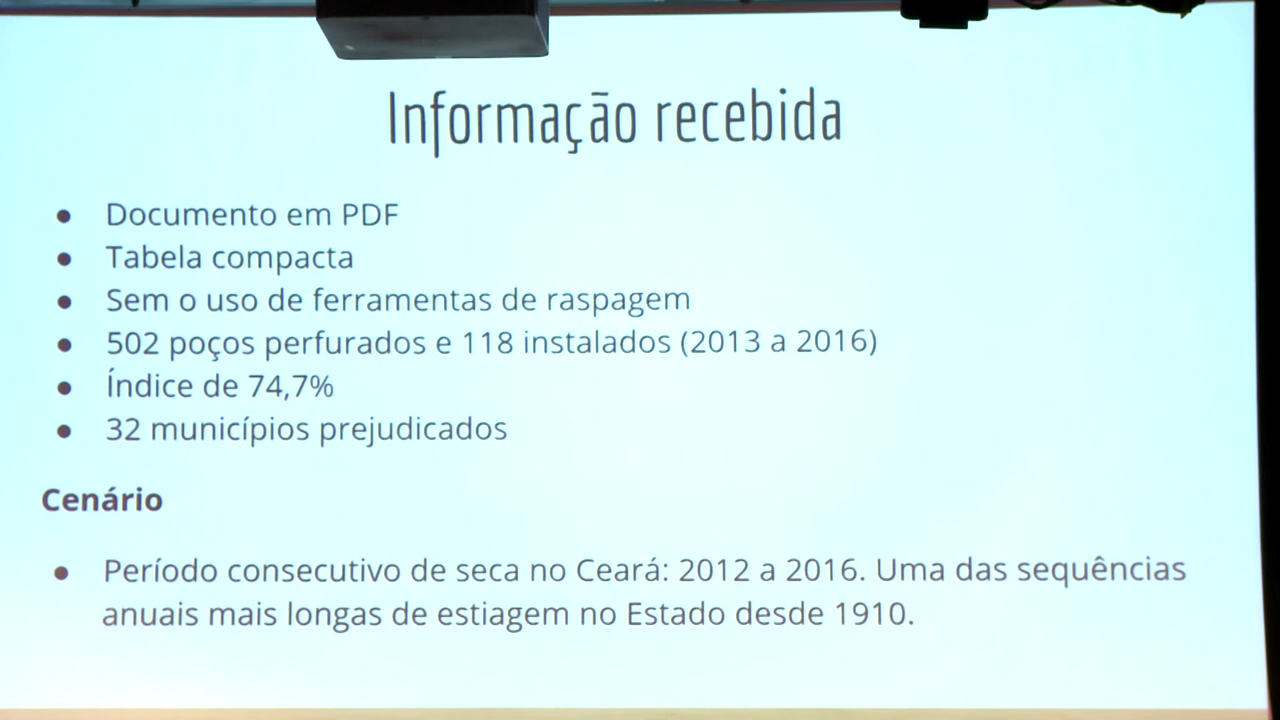 Informação recebida
● Documento em PDF
● Tabela compacta
● Sem o uso de ferramentas de raspagem
● 502 poços perfurados e 118 instalados (2013 a 2016)
● Índice de 74,7%
● 32 municípios prejudicados
Cenário
● Período consecutivo de seca no Ceará: 2012 a 2016. Uma das sequências
anuais mais longas de estiagem no Estado desde 1910.